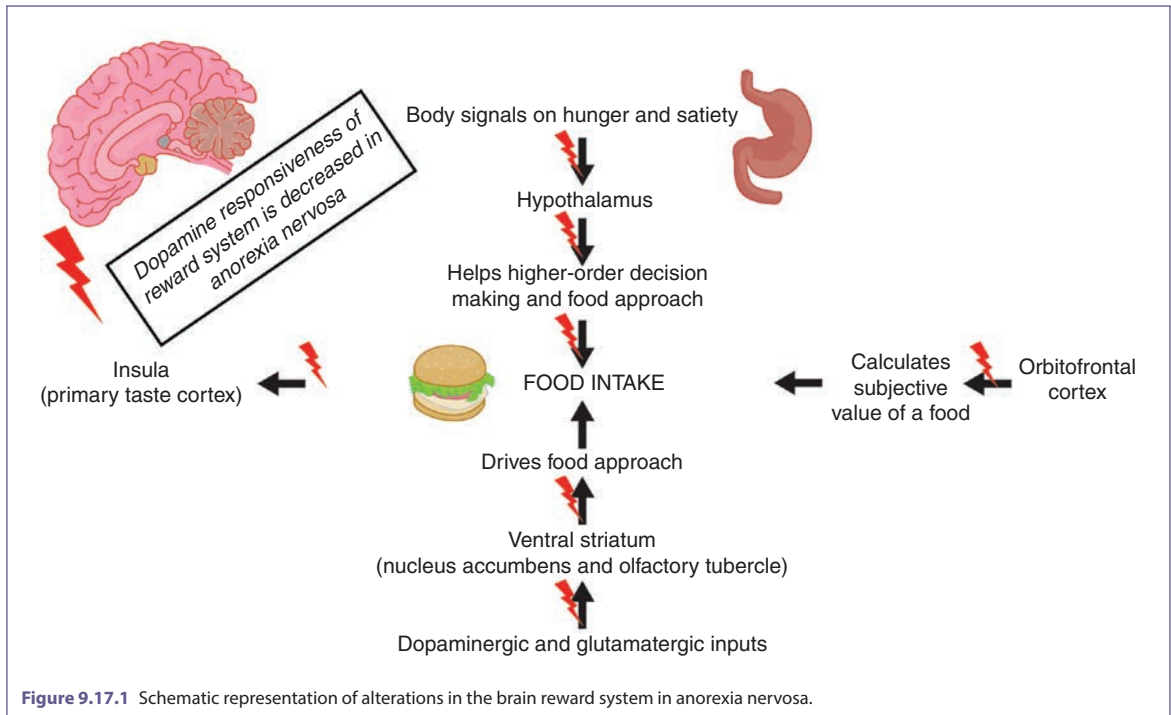 Dopamine responsiveness of
reward system is decreased in
anorexia nervosa
Body signals on hunger and satiety
Hypothalamus
Helps higher-order decision
making and food approach
Insula
(primary taste cortex)
FOOD INTAKE
Calculates
subjective
value of a food
Orbitofrontal
cortex
Drives food approach
Ventral striatum
(nucleus accumbens and olfactory tubercle)
Dopaminergic and glutamatergic inputs
Figure 9.17.1 Schematic representation of alterations in the brain reward system in anorexia nervosa.